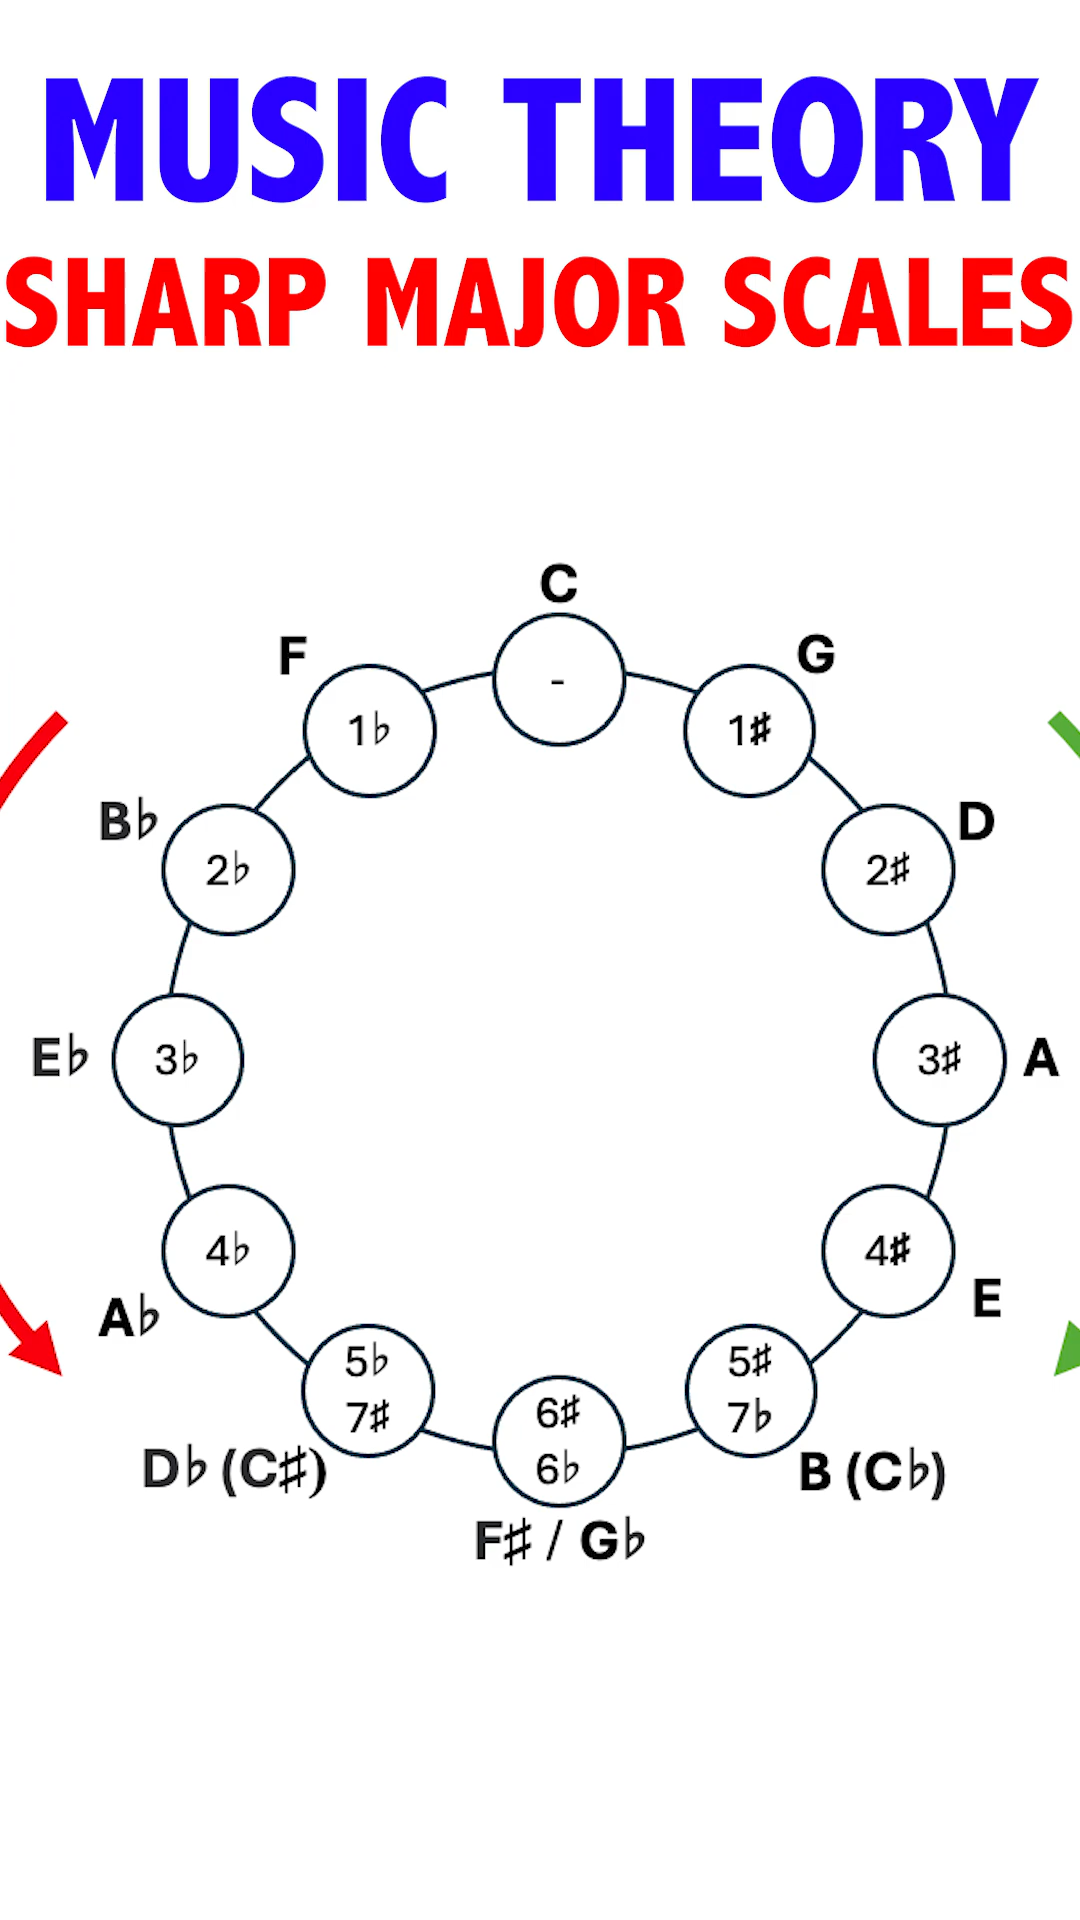 MUSIC THEORY
SHARP MAJOR SCALES
C
F
G
-
1♭
1♯
B♭
D
2♭
2♯
E♭
3♭
3♯
A
4♭
4♯
A♭
E
5♭
7♯
5♯
7♭
6♯
6♭
D♭ (C♯)
B (C♭)
F♯ / G♭